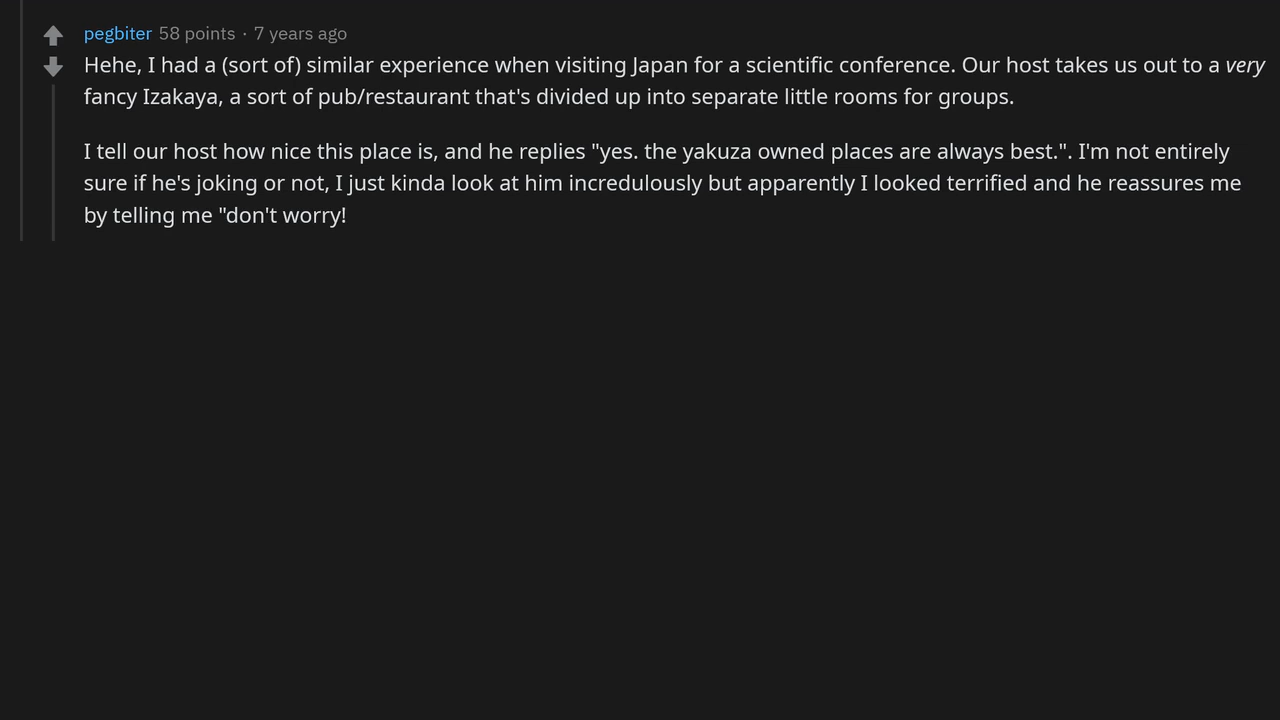 pegbiter 58 points · 7 years ago
Hehe, I had a (sort of) similar experience when visiting Japan for a scientific conference. Our host takes us out to a very
fancy Izakaya, a sort of pub/restaurant that's divided up into separate little rooms for groups.
I tell our host how nice this place is, and he replies "yes. the yakuza owned places are always best.". I'm not entirely
sure if he's joking or not, I just kinda look at him incredulously but apparently I looked terrified and he reassures me
by telling me "don't worry!